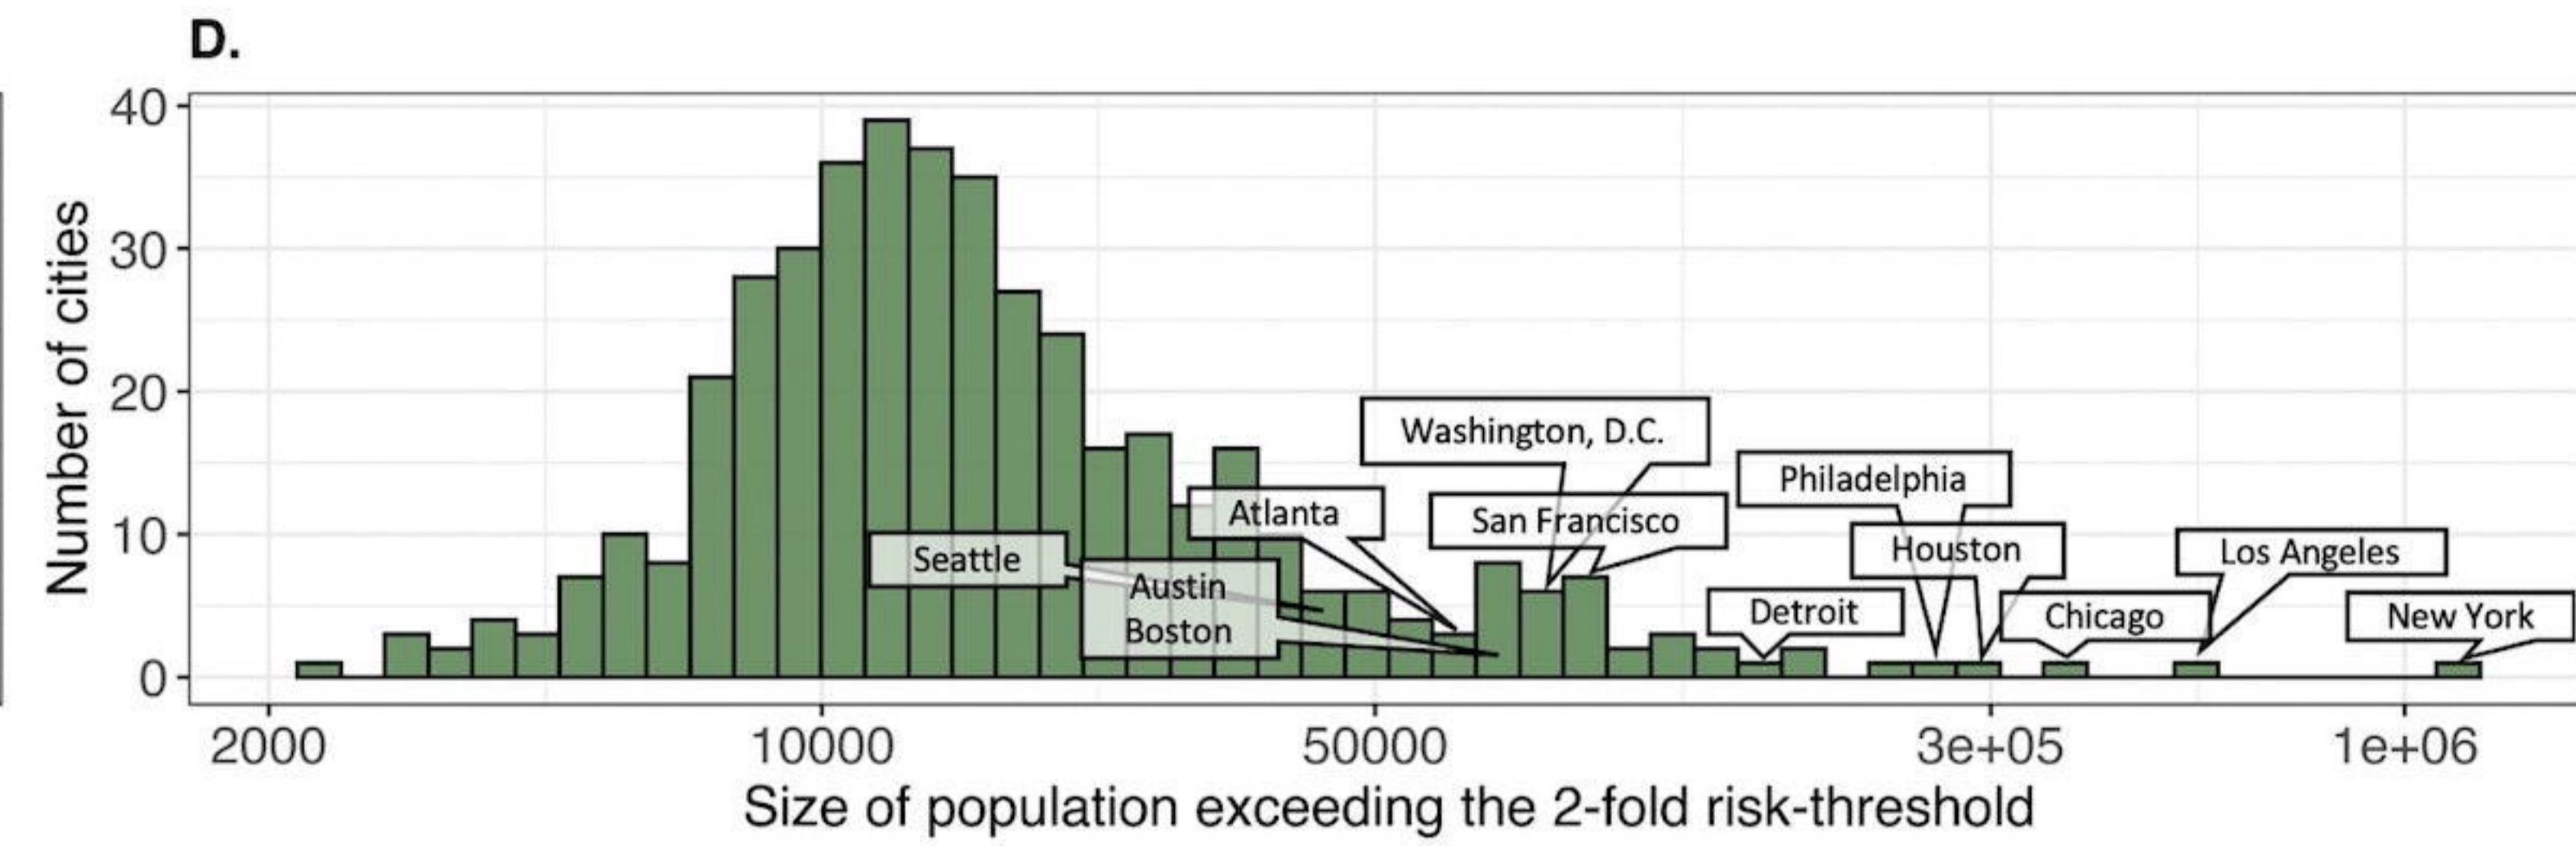 D.
40
30
20
10
0
Number of cities
Washington, D.C.
Philadelphia
Atlanta
San Francisco
Houston
Los Angeles
Seattle
Austin
Boston
Detroit
Chicago
New York
2000
10000
50000
3e+05
1e+06
Size of population exceeding the 2-fold risk-threshold